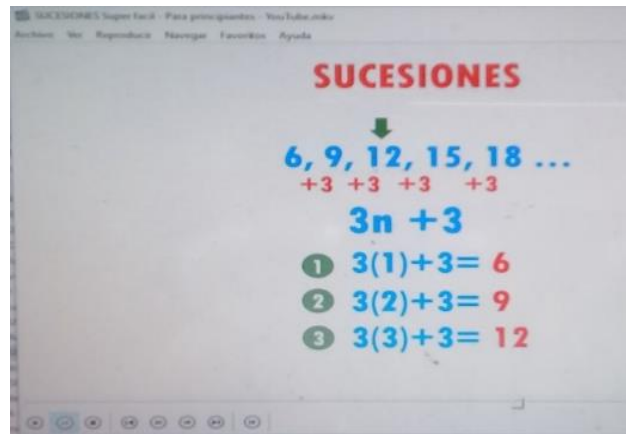 SUCESIONES Super facil - Para principiantes - YouTube.mkv
Archivo Ver Reproducir Navegar Favoritos Ayuda
SUCESIONES
6, 9, 12, 15, 18 ...
+3 +3 +3 +3
3n +3
1 3(1)+3= 6
2 3(2)+3= 9
3 3(3)+3= 12